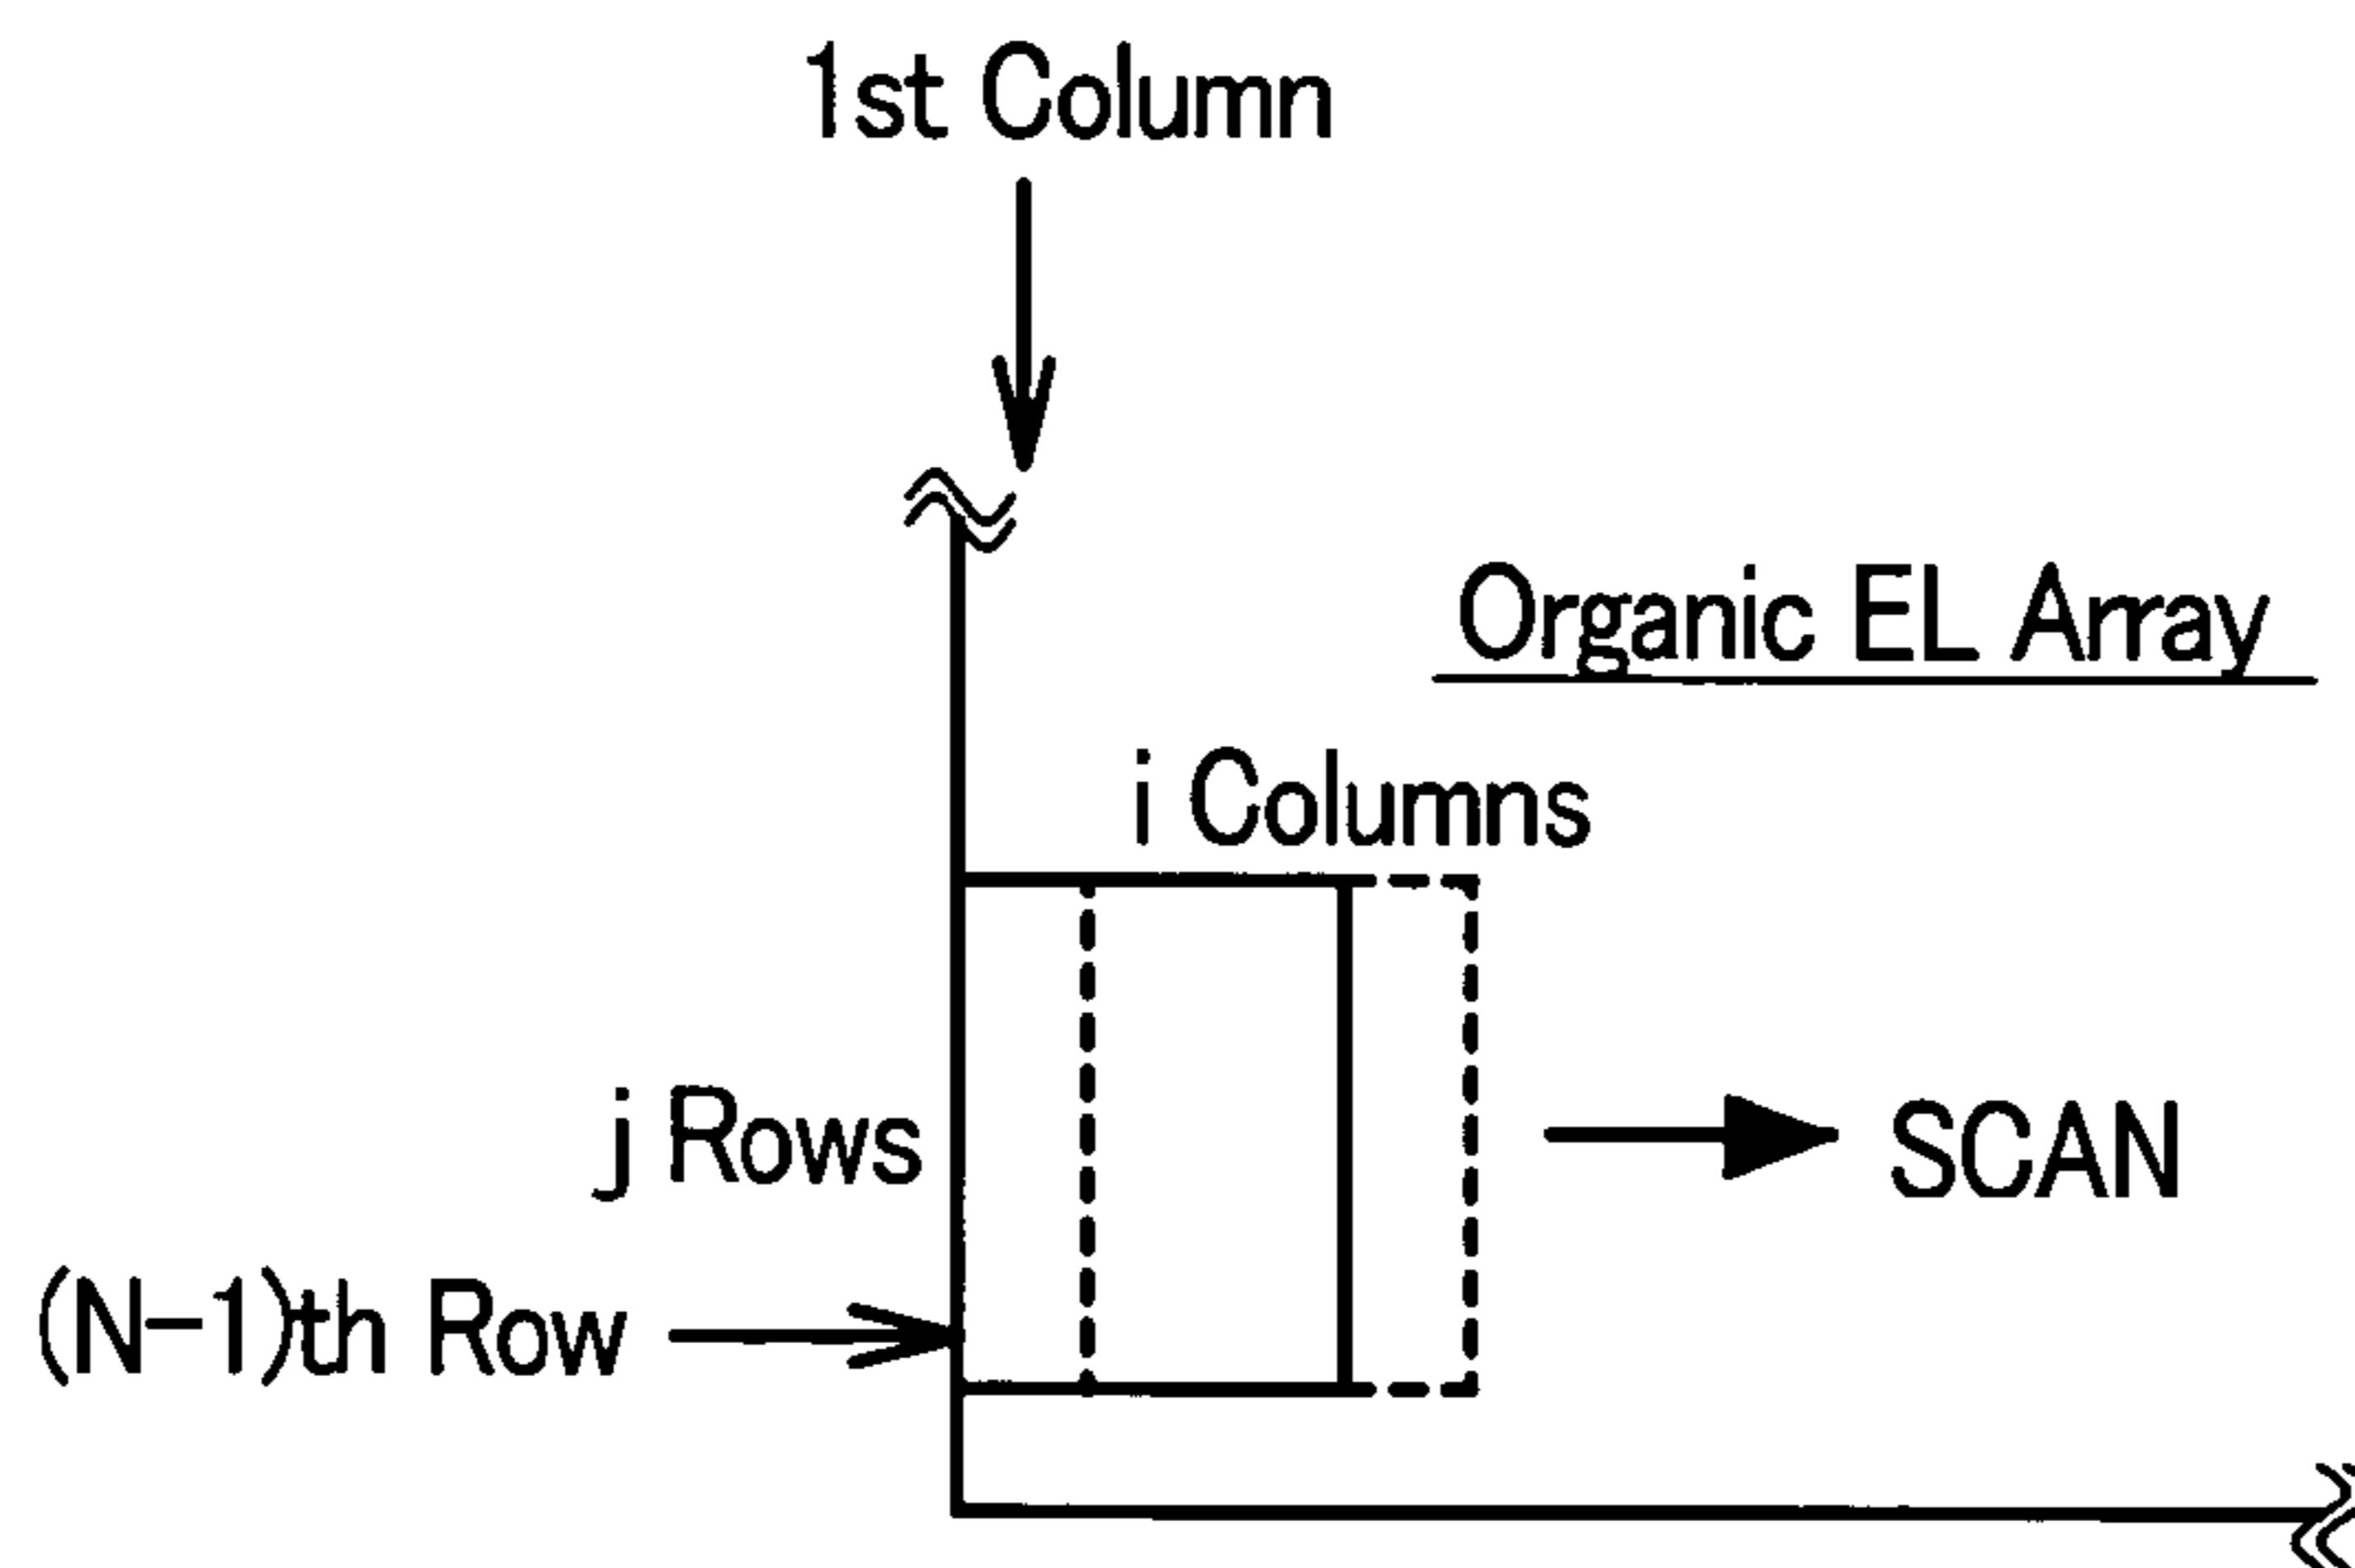 1st Column
Organic EL Array
i Columns
j Rows
SCAN
(N-1)th Row